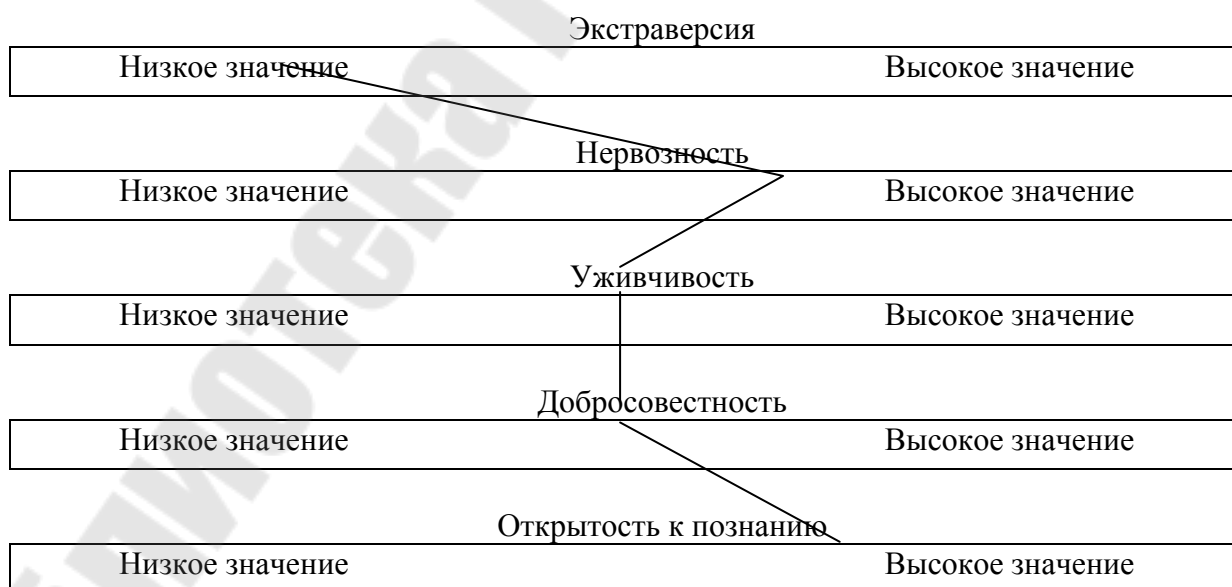 Экстраверсия
Низкое значение Высокое значение
Нервозность
Низкое значение Высокое значение
Уживчивость
Низкое значение Высокое значение
Добросовестность
Низкое значение Высокое значение
Открытость к познанию
Низкое значение Высокое значение